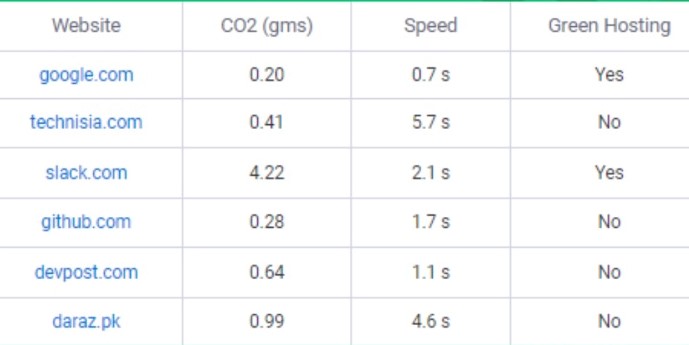 Website CO2 (gms) Speed Green Hosting
google.com 0.20 0.7 s Yes
technisia.com 0.41 5.7 s No
slack.com 4.22 2.1 s Yes
github.com 0.28 1.7 s No
devpost.com 0.64 1.1 s No
daraz.pk 0.99 4.6 s No